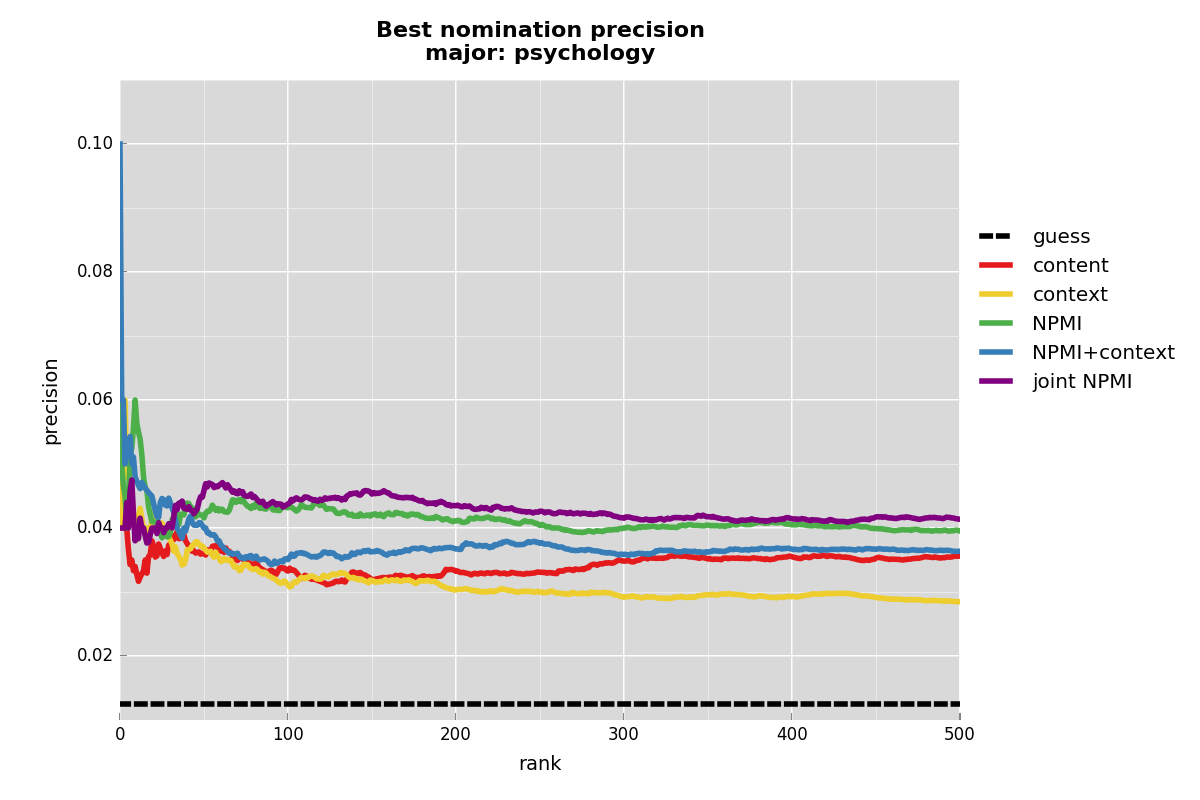 Best nomination precision
major: psychology
precision
0.10
0.08
0.06
0.04
0.02
0
100
200
300
400
500
rank
guess
content
context
NPMI
NPMI+context
joint NPMI